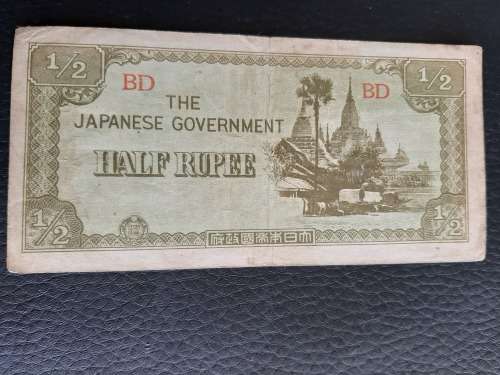 1/2
1/2
BD
BD
THE
JAPANESE GOVERNMENT
HALF RUPEE
1/2
1/2
大日本帝國政府